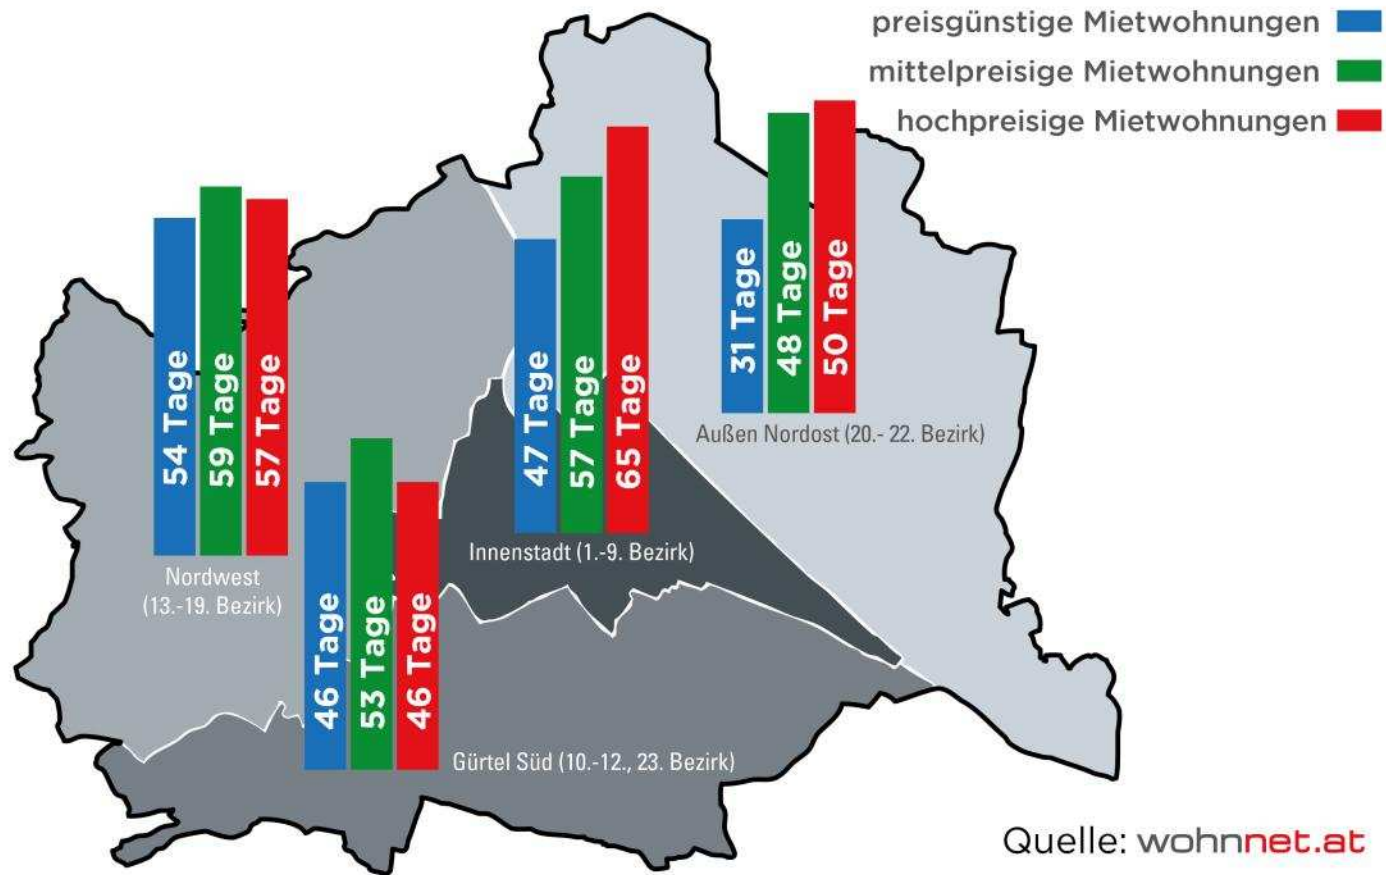 preisgünstige Mietwohnungen
mittelpreisige Mietwohnungen
hochpreisige Mietwohnungen
54 Tage
59 Tage
57 Tage
Nordwest
(13.-19. Bezirk)
46 Tage
53 Tage
46 Tage
Gürtel Süd (10.-12., 23. Bezirk)
47 Tage
57 Tage
65 Tage
Innenstadt (1.-9. Bezirk)
31 Tage
48 Tage
50 Tage
Außen Nordost (20.- 22. Bezirk)
Quelle: wohnnet.at